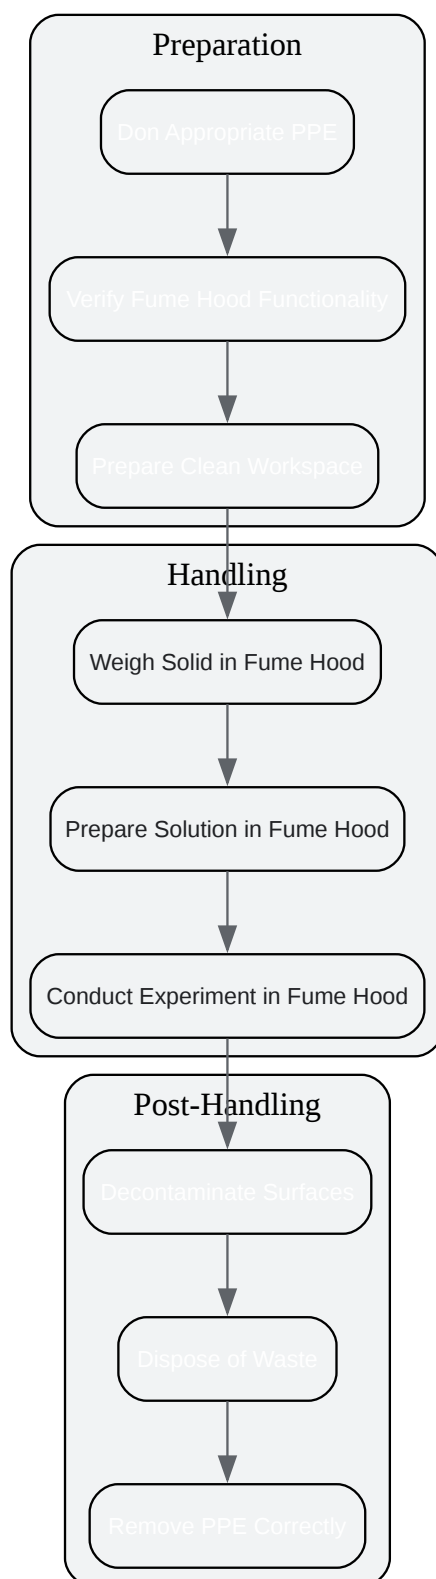 Preparation
Don Appropriate PPE
Verify Fume Hood Functionality
Prepare Clean Workspace
Handling
Weigh Solid in Fume Hood
Prepare Solution in Fume Hood
Conduct Experiment in Fume Hood
Post-Handling
Decontaminate Surfaces
Dispose of Waste
Remove PPE Correctly